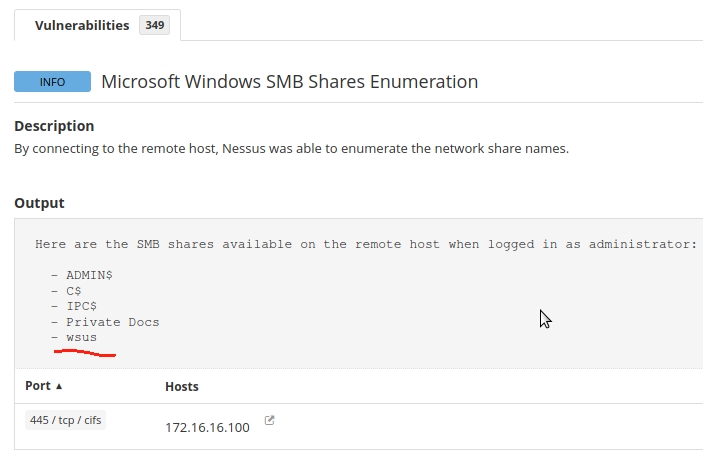 Vulnerabilities 349
INFO Microsoft Windows SMB Shares Enumeration
Description
By connecting to the remote host, Nessus was able to enumerate the network share names.
Output
Here are the SMB shares available on the remote host when logged in as administrator:
- ADMIN$
- C$
- IPC$
- Private Docs
- wsus
Port ▲ Hosts
445 / tcp / cifs 172.16.16.100